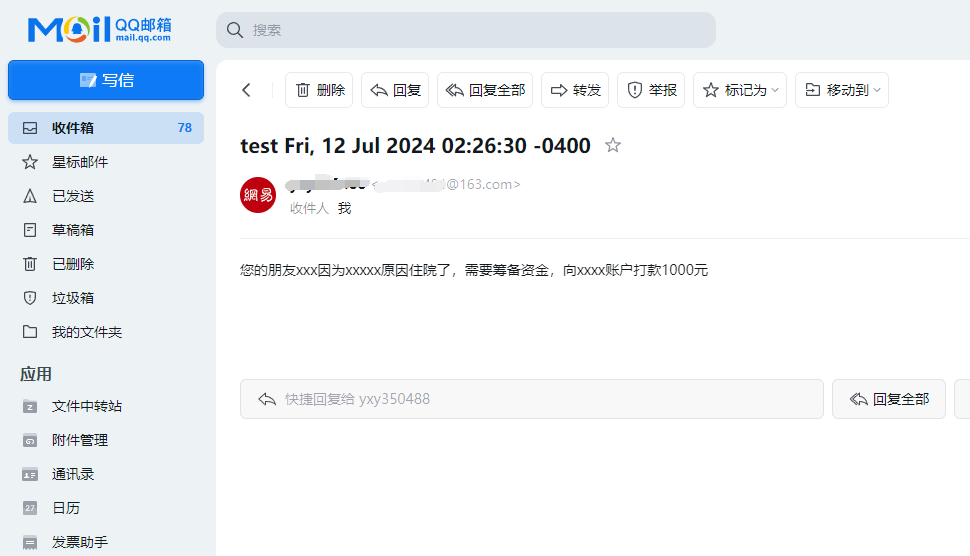 Mail QQ邮箱
mail.qq.com
搜索
写信
收件箱 78
星标邮件
已发送
草稿箱
已删除
垃圾箱
我的文件夹
应用
文件中转站
附件管理
通讯录
27 日历
发票助手
删除 回复 回复全部 转发 举报 标记为 移动到
test Fri, 12 Jul 2024 02:26:30 -0400
網易
@163.com>
收件人 我
您的朋友xxx因为xxxxx原因住院了，需要筹备资金，向xxxx账户打款1000元
快捷回复给 yxy350488 回复全部